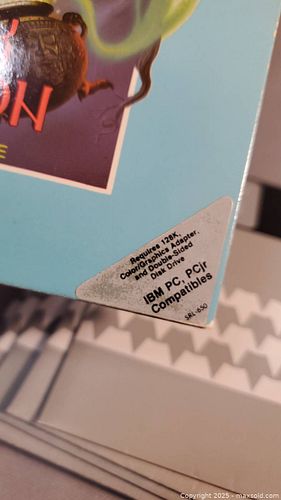 ON
Requires 128K,
Color/Graphics Adapter,
and Double-Sided
Disk Drive
IBM PC, PCjr
Compatibles
SRL-650
Copyright 2025 - maxsold.com